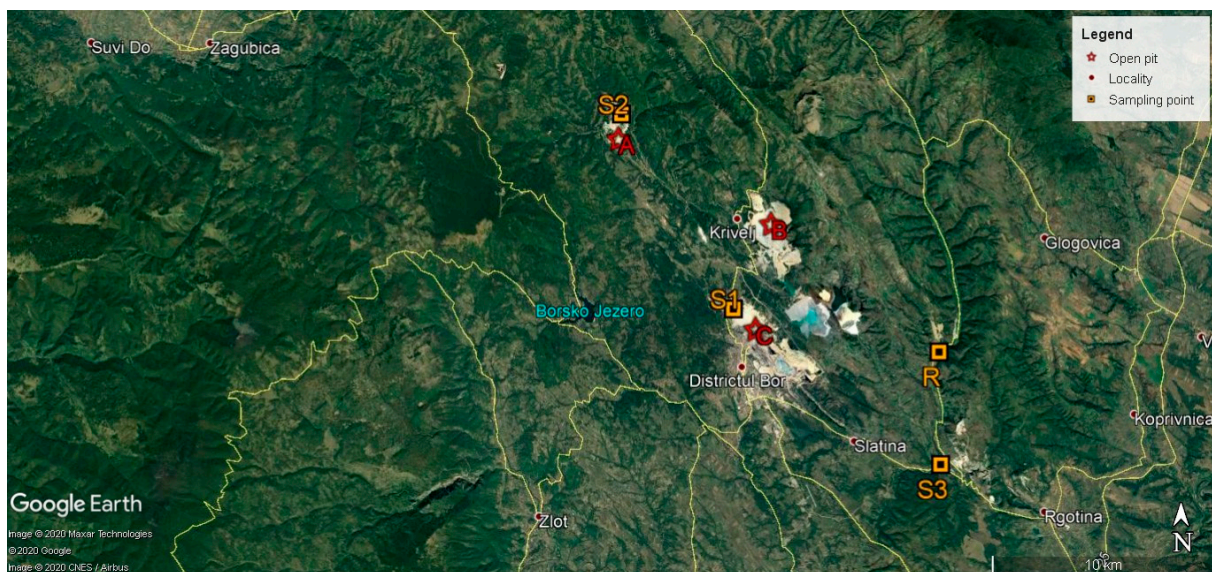 Legend
Open pit
Locality
Sampling point
Suvi Do
Zagubica
S2
A
Krivelj
B
Glogovica
S1
Borsko Jezero
C
V
R
Districtul Bor
Koprivnica
Slatina
S3
Google Earth
Zlot
Rgotina
Image © 2020 Maxar Technologies
© 2020 Google
Image © 2020 CNES / Airbus
N
10 km